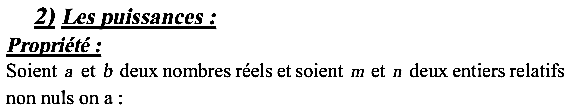 2) Les puissances :
Propriété :
Soient a et b deux nombres réels et soient m et n deux entiers relatifs
non nuls on a :